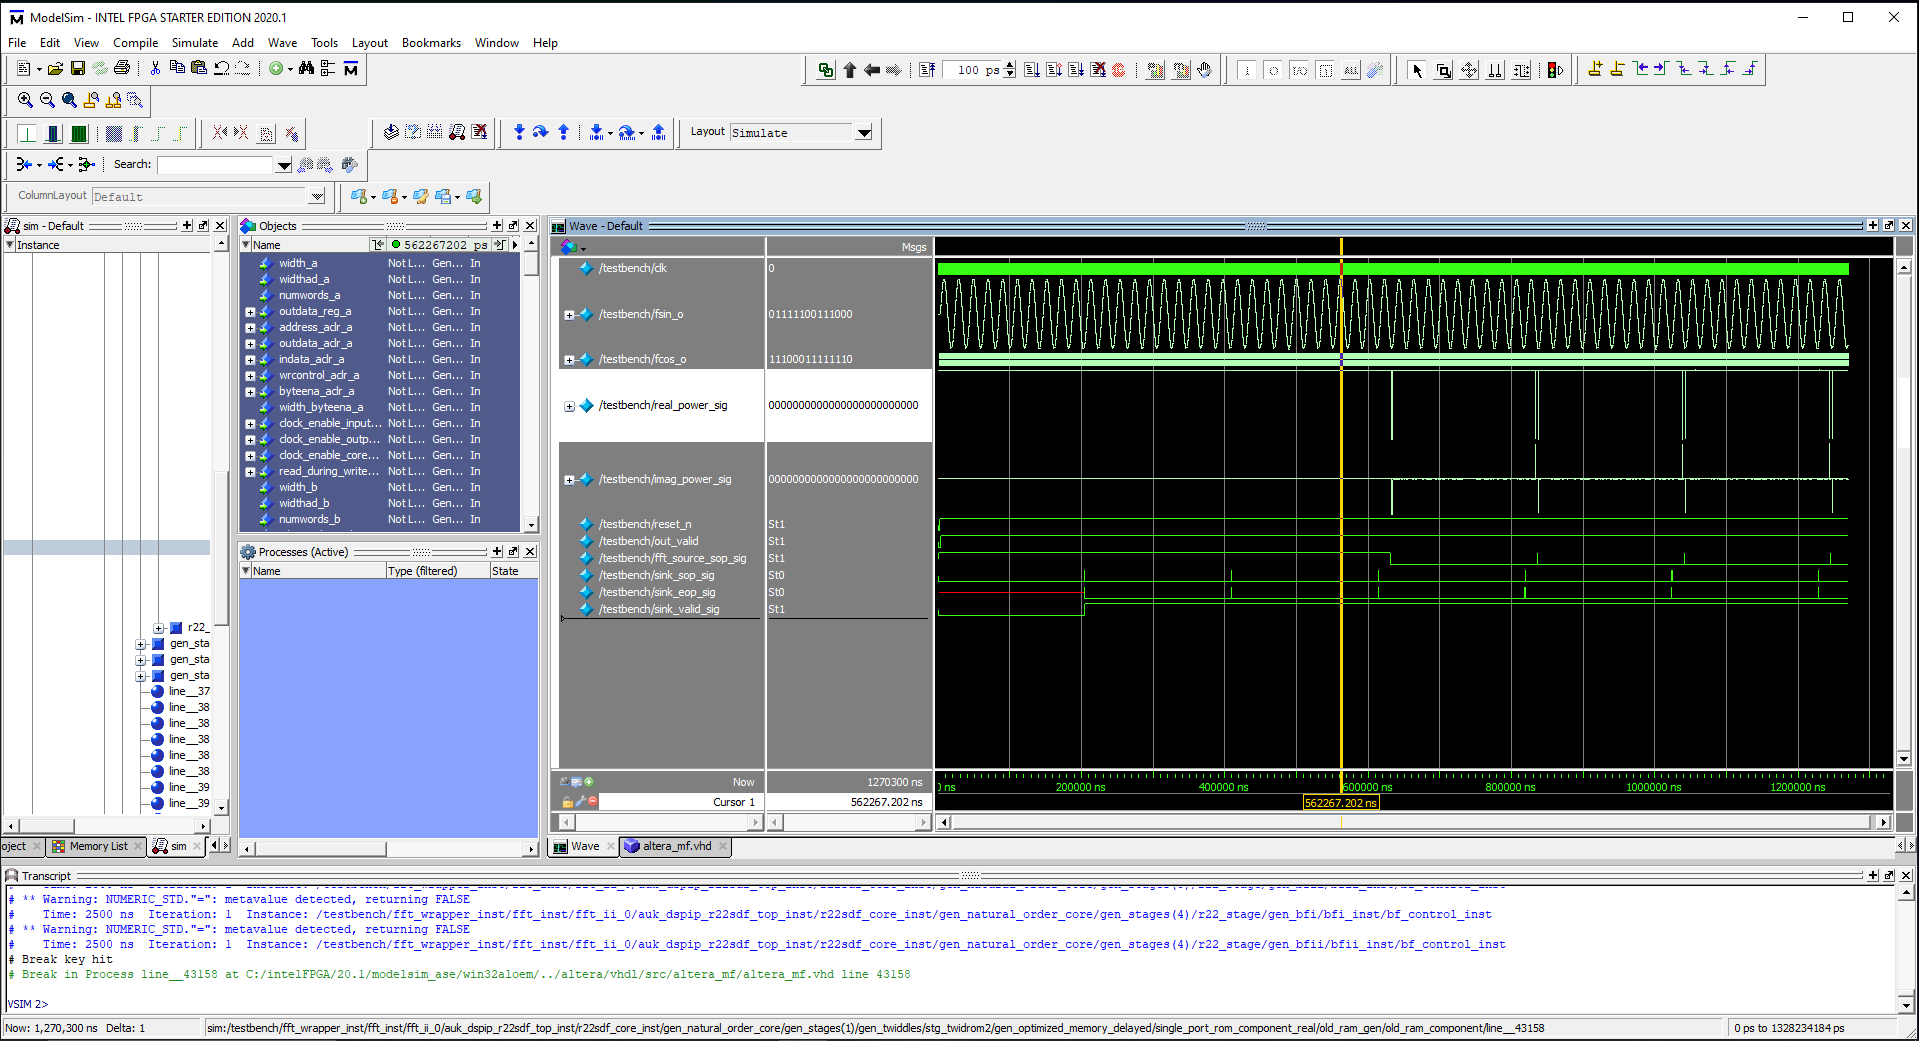 ModelSim - INTEL FPGA STARTER EDITION 2020.1
File Edit View Compile Simulate Add Wave Tools Layout Bookmarks Window Help
100 ps
Layout Simulate
Search:
ColumnLayout Default
sim - Default
Instance
r22_
gen_sta
gen_sta
gen_sta
line__37
line__38
line__38
line__38
line__38
line__38
line__39
line__39
oject Memory List sim
Objects
Name 562267202 ps
width_a Not L... Gen... In
widthad_a Not L... Gen... In
numwords_a Not L... Gen... In
outdata_reg_a Not L... Gen... In
address_aclr_a Not L... Gen... In
outdata_aclr_a Not L... Gen... In
indata_aclr_a Not L... Gen... In
wrcontrol_aclr_a Not L... Gen... In
byteena_aclr_a Not L... Gen... In
width_byteena_a Not L... Gen... In
clock_enable_input... Not L... Gen... In
clock_enable_outp... Not L... Gen... In
clock_enable_core... Not L... Gen... In
read_during_write... Not L... Gen... In
width_b Not L... Gen... In
widthad_b Not L... Gen... In
numwords_b Not L... Gen... In
Processes (Active)
Name Type (filtered) State
Wave - Default
Msgs
/testbench/clk 0
/testbench/fsin_o 01111100111000
/testbench/fcos_o 11100011111110
/testbench/real_power_sig 0000000000000000000000000
/testbench/imag_power_sig 0000000000000000000000000
/testbench/reset_n St1
/testbench/out_valid St1
/testbench/fft_source_sop_sig St1
/testbench/sink_sop_sig St0
/testbench/sink_eop_sig St0
/testbench/sink_valid_sig St1
Now 1270300 ns
Cursor 1 562267.202 ns
ns 200000 ns 400000 ns 600000 ns 800000 ns 1000000 ns 1200000 ns
562267.202 ns
Wave altera_mf.vhd
Transcript
# ** Warning: NUMERIC_STD."=": metavalue detected, returning FALSE
# Time: 2500 ns Iteration: 1 Instance: /testbench/fft_wrapper_inst/fft_inst/fft_ii_0/auk_dspip_r22sdf_top_inst/r22sdf_core_inst/gen_natural_order_core/gen_stages(4)/r22_stage/gen_bfi/bfi_inst/bf_control_inst
# ** Warning: NUMERIC_STD."=": metavalue detected, returning FALSE
# Time: 2500 ns Iteration: 1 Instance: /testbench/fft_wrapper_inst/fft_inst/fft_ii_0/auk_dspip_r22sdf_top_inst/r22sdf_core_inst/gen_natural_order_core/gen_stages(4)/r22_stage/gen_bfii/bfii_inst/bf_control_inst
# Break key hit
# Break in Process line__43158 at C:/intelFPGA/20.1/modelsim_ase/win32aloem/../altera/vhdl/src/altera_mf/altera_mf.vhd line 43158
VSIM 2>
Now: 1,270,300 ns Delta: 1 sim:/testbench/fft_wrapper_inst/fft_inst/fft_ii_0/auk_dspip_r22sdf_top_inst/r22sdf_core_inst/gen_natural_order_core/gen_stages(1)/gen_twiddles/stg_twidrom2/gen_optimized_memory_delayed/single_port_rom_component_real/old_ram_gen/old_ram_component/line__43158 0 ps to 1328234184 ps